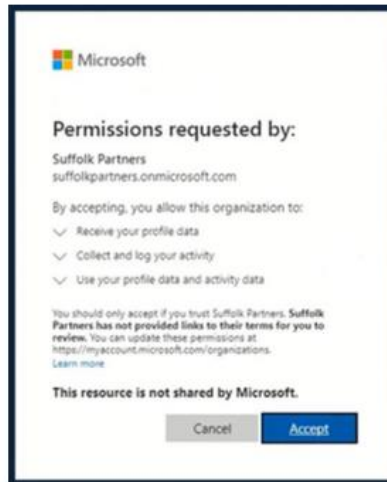 Microsoft
Permissions requested by:
Suffolk Partners
suffolkpartners.onmicrosoft.com
By accepting, you allow this organization to:
Receive your profile data
Collect and log your activity
Use your profile data and activity data
You should only accept if you trust Suffolk Partners. Suffolk
Partners has not provided links to their terms for you to
review. You can update these permissions at
https://myaccount.microsoft.com/organizations.
Learn more
This resource is not shared by Microsoft.
Cancel
Accept